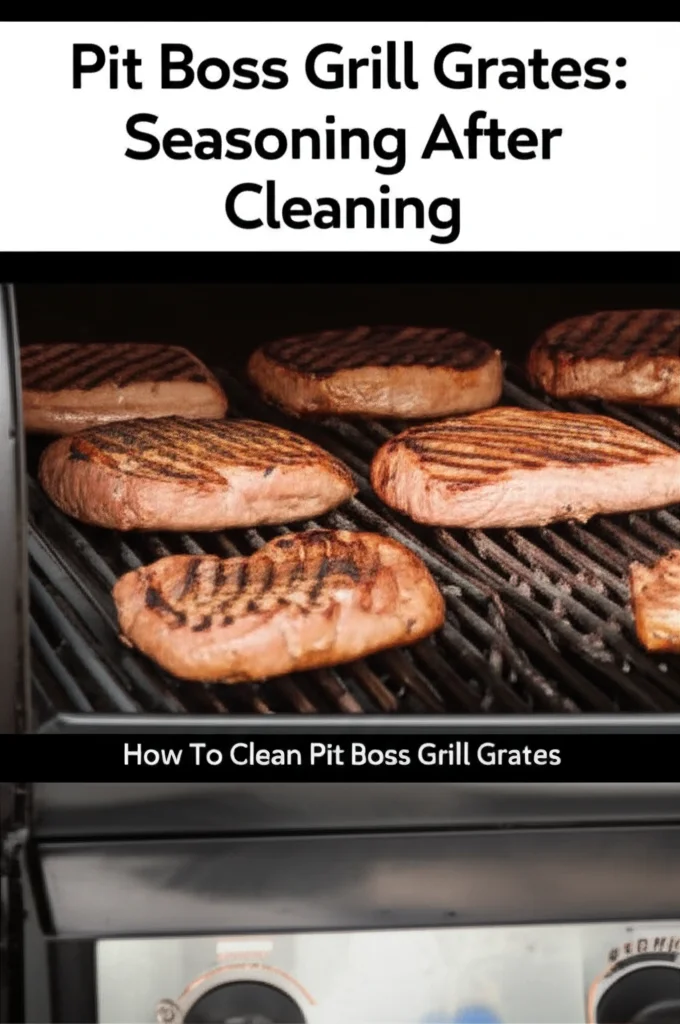 Pit Boss Grill Grates:
Seasoning After
Cleaning
How To Clean Pit Boss Grill Grates